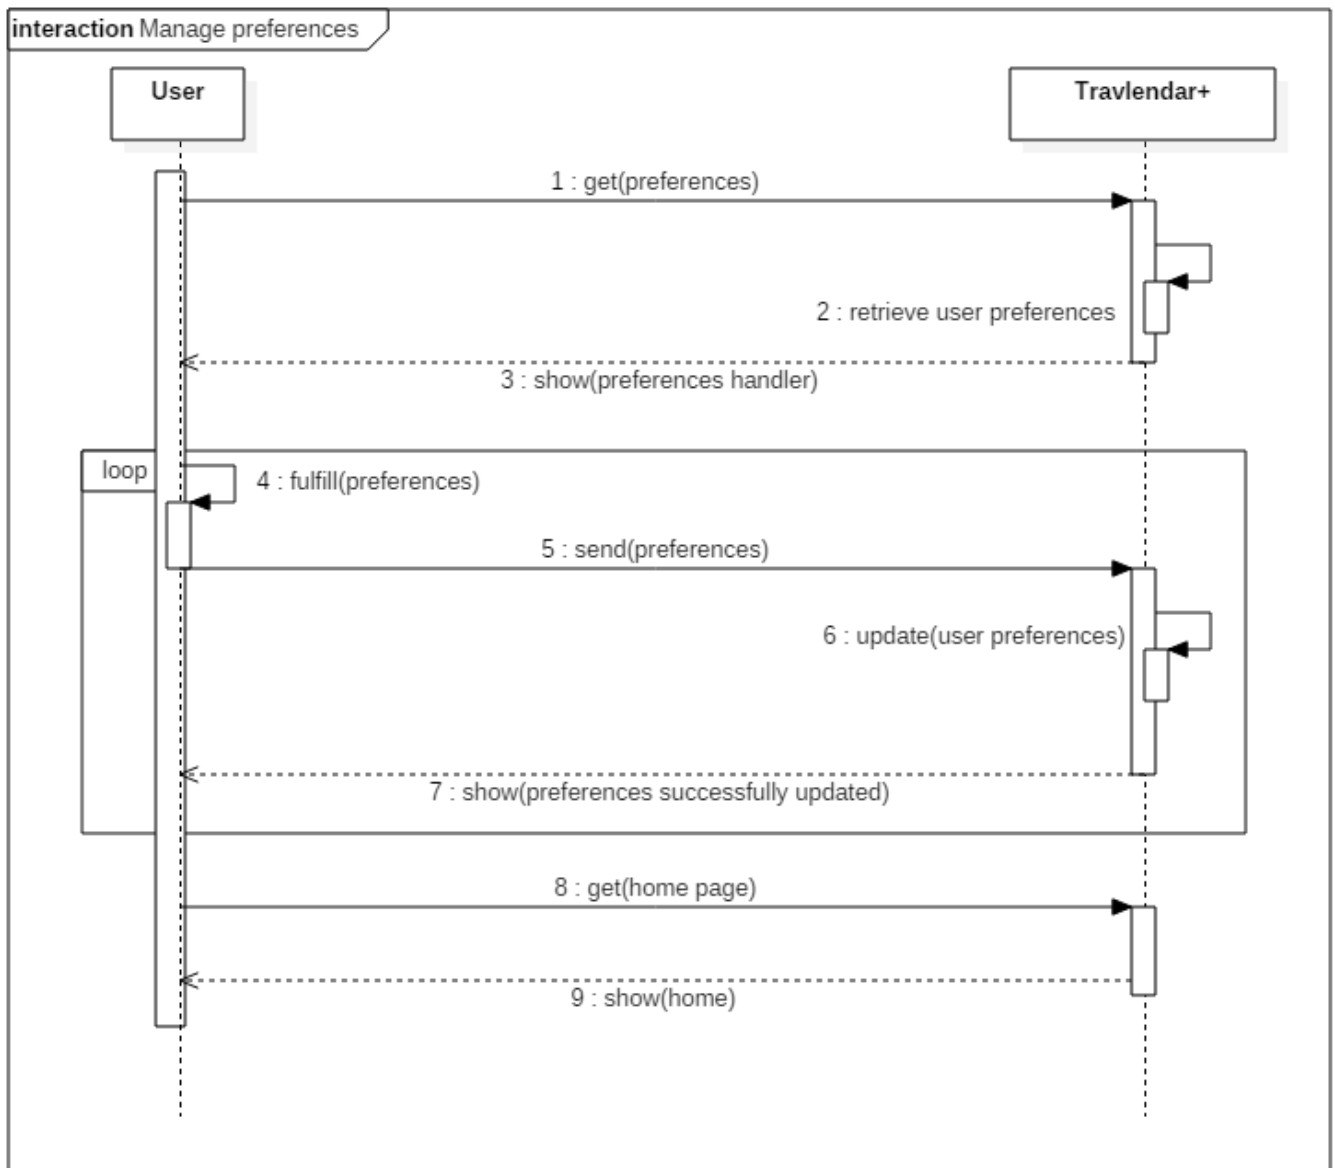 interaction Manage preferences
User
Travlendar+
1 : get(preferences)
2 : retrieve user preferences
3 : show(preferences handler)
loop
4 : fulfill(preferences)
5 : send(preferences)
6 : update(user preferences)
7 : show(preferences successfully updated)
8 : get(home page)
9 : show(home)